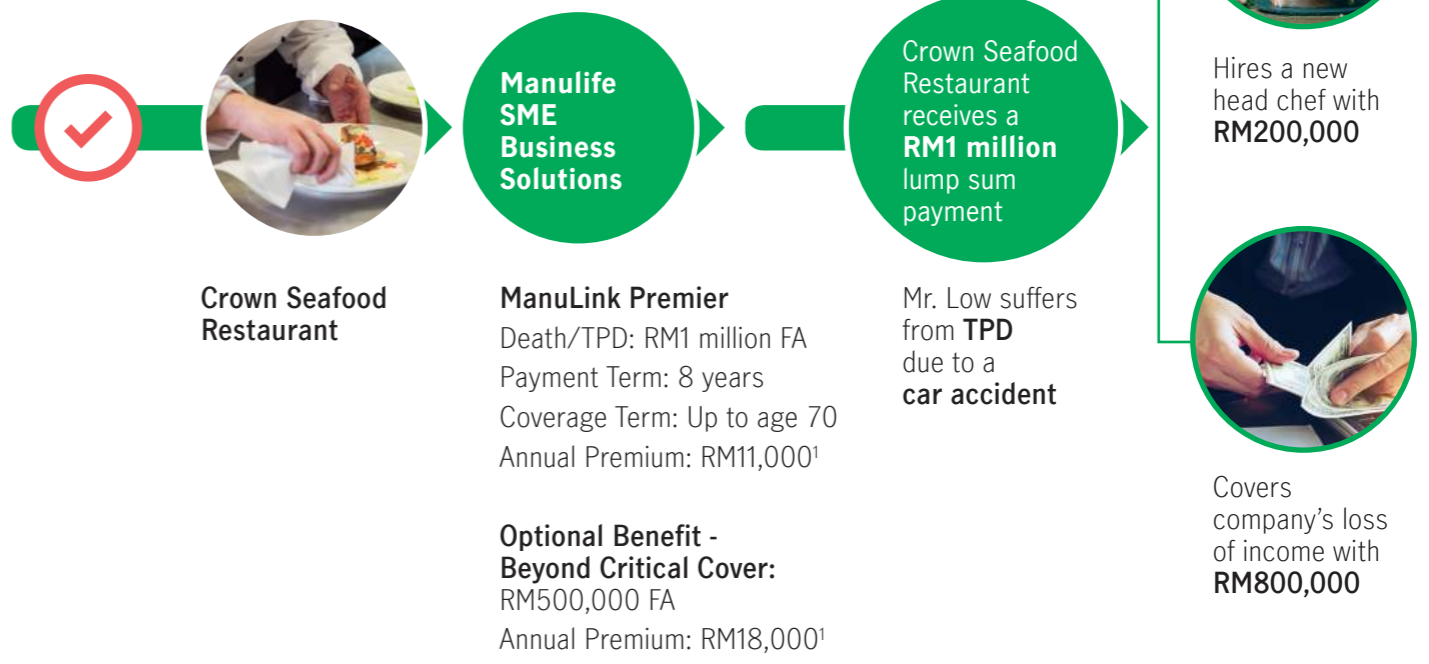 Crown Seafood
Restaurant
Manulife
SME
Business
Solutions
ManuLink Premier
Death/TPD: RM1 million FA
Payment Term: 8 years
Coverage Term: Up to age 70
Annual Premium: RM11,000¹
Optional Benefit -
Beyond Critical Cover:
RM500,000 FA
Annual Premium: RM18,000¹
Crown Seafood
Restaurant
receives a
RM1 million
lump sum
payment
Mr. Low suffers
from TPD
due to a
car accident
Hires a new
head chef with
RM200,000
Covers
company’s loss
of income with
RM800,000